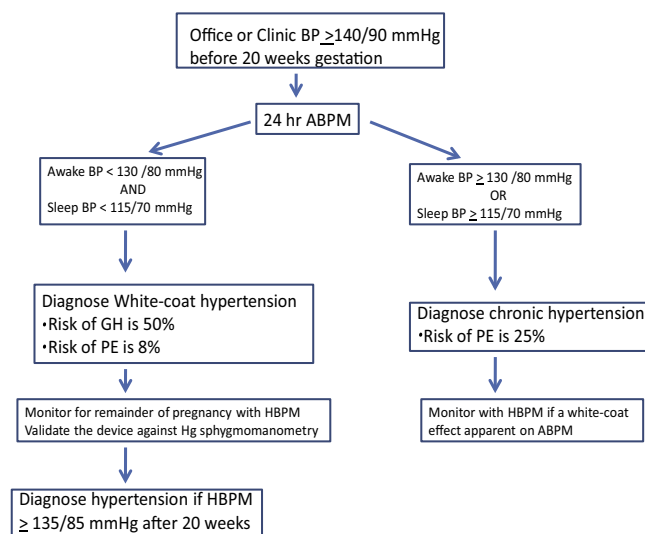 Office or Clinic BP ≥140/90 mmHg
before 20 weeks gestation
24 hr ABPM
Awake BP < 130 /80 mmHg
AND
Sleep BP < 115/70 mmHg
Awake BP ≥ 130 /80 mmHg
OR
Sleep BP ≥ 115/70 mmHg
Diagnose White-coat hypertension
•Risk of GH is 50%
•Risk of PE is 8%
Diagnose chronic hypertension
•Risk of PE is 25%
Monitor for remainder of pregnancy with HBPM
Validate the device against Hg sphygmomanometry
Monitor with HBPM if a white-coat
effect apparent on ABPM
Diagnose hypertension if HBPM
≥ 135/85 mmHg after 20 weeks